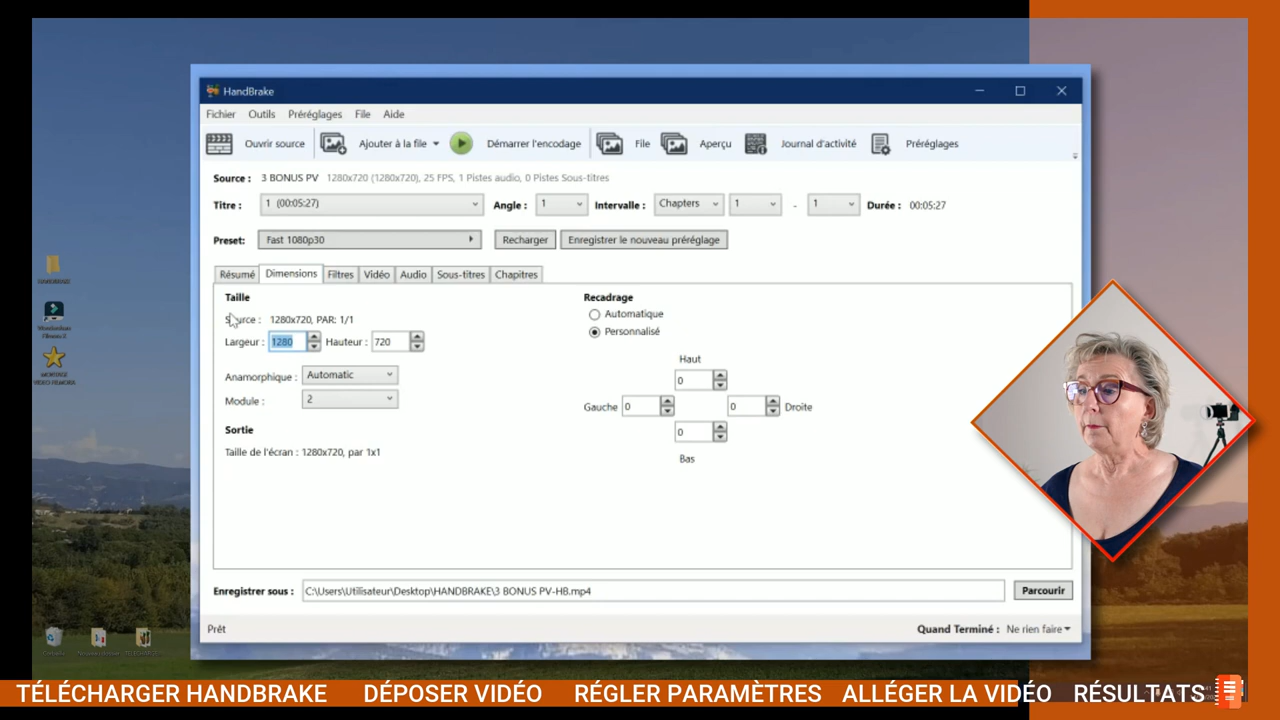 HandBrake
Fichier Outils Préréglages File Aide
Ouvrir source Ajouter à la file Démarrer l'encodage File Aperçu Journal d'activité Préréglages
Source : 3 BONUS PV 1280x720 (1280x720), 25 FPS, 1 Pistes audio, 0 Pistes Sous-titres
Titre : 1 (00:05:27) Angle : 1 Intervalle : Chapters 1 - 1 Durée : 00:05:27
Preset: Fast 1080p30 Recharger Enregistrer le nouveau préréglage
Résumé Dimensions Filtres Vidéo Audio Sous-titres Chapitres
Taille Recadrage
Source : 1280x720, PAR: 1/1 Automatique
Largeur : 1280 Hauteur : 720 Personnalisé
Haut
Anamorphique : Automatic 0
Module : 2 Gauche 0 0 Droite
Sortie 0
Taille de l'écran : 1280x720, par 1x1 Bas
HANDBRAKE
MONTAGE
VIDEO FILMORA
Enregistrer sous : C:\Users\Utilisateur\Desktop\HANDBRAKE\3 BONUS PV-HB.mp4 Parcourir
Prêt Quand Terminé : Ne rien faire
TÉLÉCHARGER HANDBRAKE DÉPOSER VIDÉO RÉGLER PARAMÈTRES ALLÉGER LA VIDÉO RÉSULTATS